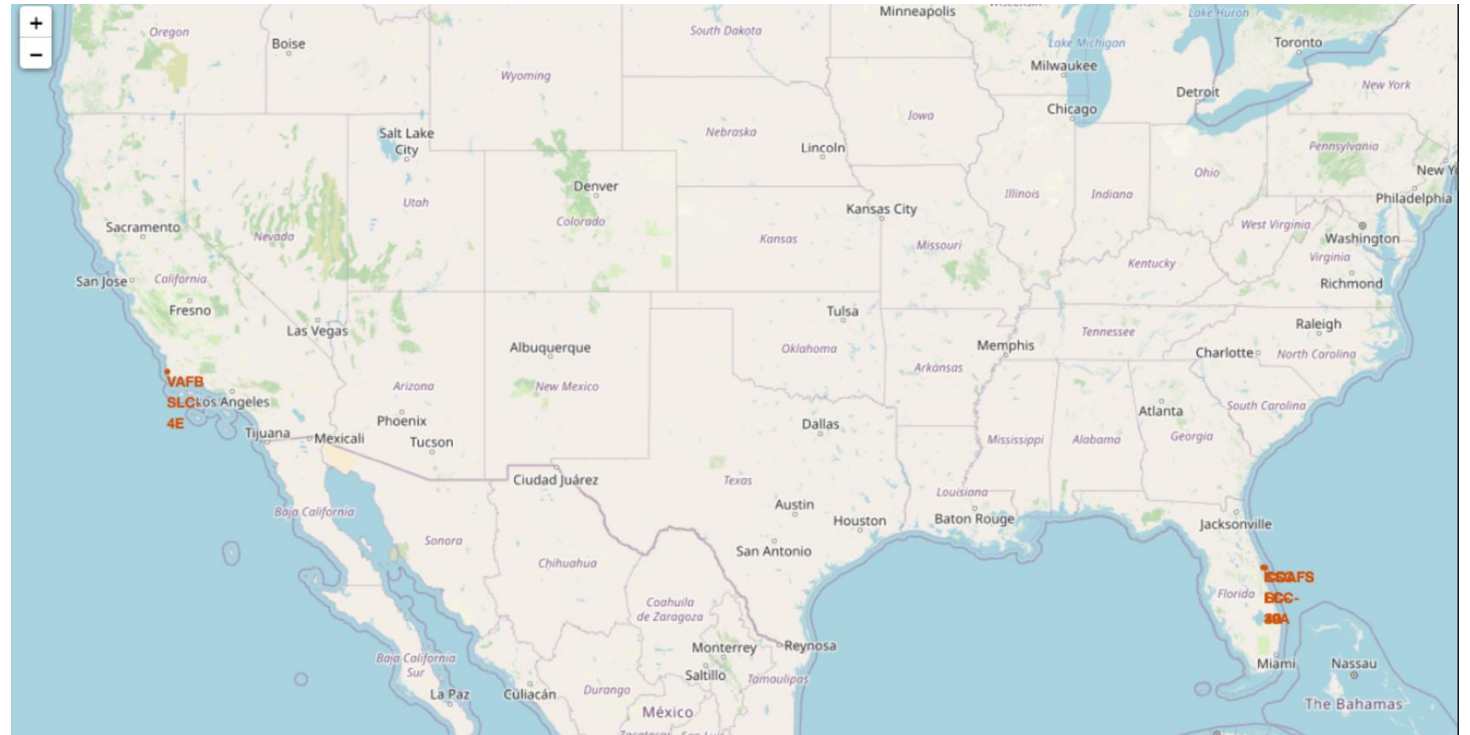 +
−
Oregon
Boise
Wyoming
South Dakota
Minneapolis
Lake Michigan
Lake Huron
Toronto
Milwaukee
Detroit
New York
Chicago
Iowa
Salt Lake
City
Nebraska
Lincoln
Pennsylvania
Ohio
New Y
Philadelphia
Denver
Utah
Colorado
Illinois
Indiana
Kansas City
Sacramento
Nevada
Kansas
Missouri
West Virginia
Washington
Virginia
Kentucky
San Jose
California
Richmond
Fresno
Las Vegas
Tulsa
Raleigh
Tennessee
Albuquerque
Oklahoma
Memphis
Charlotte
North Carolina
Arkansas
VAFB
SLC-
4E
Los Angeles
Arizona
New Mexico
South Carolina
Atlanta
Phoenix
Tucson
Dallas
Tijuana
Mexicali
Mississippi
Alabama
Georgia
Ciudad Juárez
Texas
Louisiana
Austin
Houston
Baton Rouge
Jacksonville
Baja California
Sonora
San Antonio
Chihuahua
Florida
Coahuila
de Zaragoza
Monterrey
Reynosa
Baja California
Sur
Saltillo
Tamaulipas
Miami
Nassau
La Paz
Culiacán
Durango
México
The Bahamas